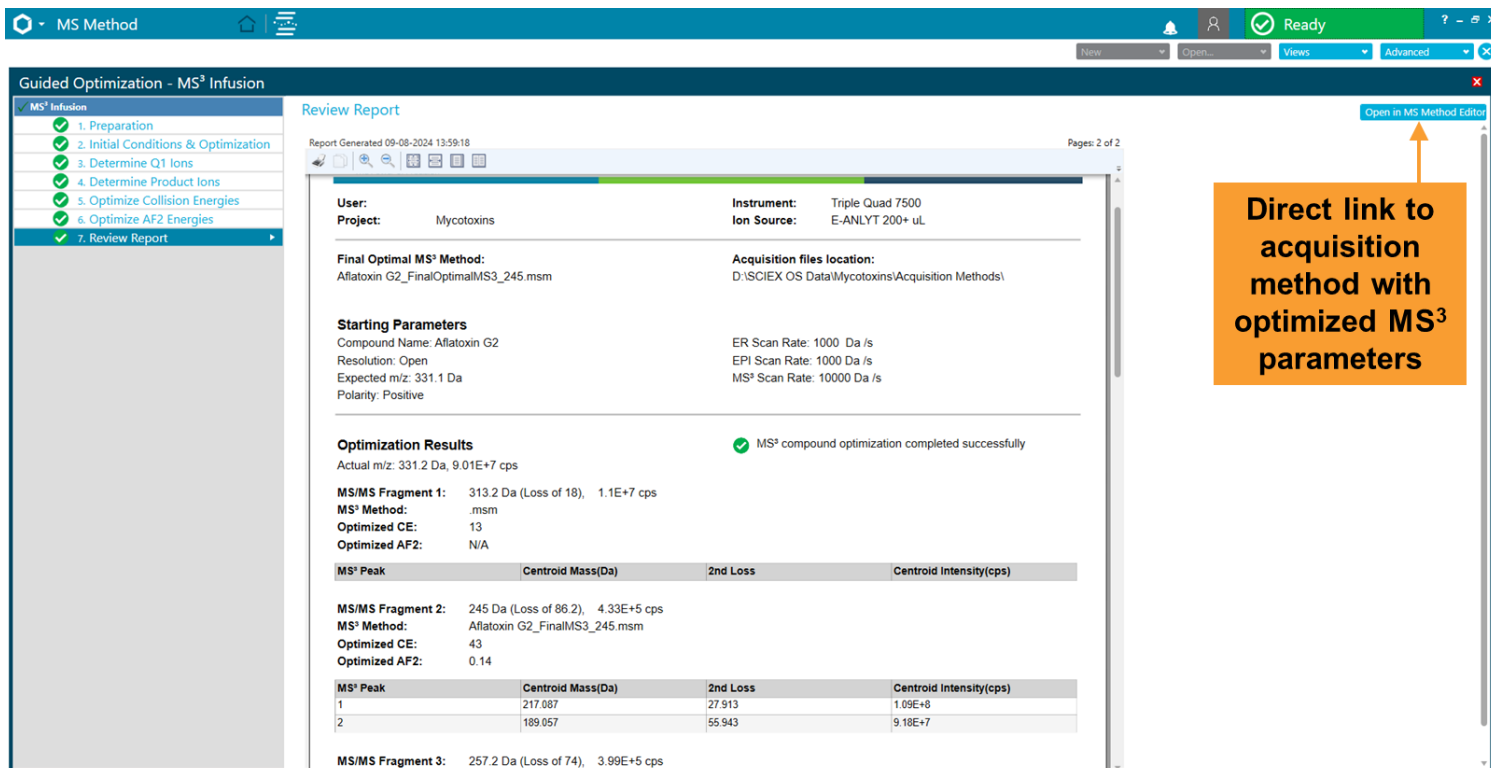 MS Method
Ready
? –
New
Open...
Views
Advanced
Guided Optimization - MS³ Infusion
MS³ Infusion
1. Preparation
2. Initial Conditions & Optimization
3. Determine Q1 Ions
4. Determine Product Ions
5. Optimize Collision Energies
6. Optimize AF2 Energies
7. Review Report
Review Report
Open in MS Method Editor
Report Generated 09-08-2024 13:59:18
Pages: 2 of 2
User:
Instrument: Triple Quad 7500
Project: Mycotoxins
Ion Source: E-ANLYT 200+ uL
Final Optimal MS³ Method:
Acquisition files location:
Aflatoxin G2_FinalOptimalMS3_245.msm
D:\SCIEX OS Data\Mycotoxins\Acquisition Methods\
Starting Parameters
Compound Name: Aflatoxin G2
ER Scan Rate: 1000 Da /s
Resolution: Open
EPI Scan Rate: 1000 Da /s
Expected m/z: 331.1 Da
MS³ Scan Rate: 10000 Da /s
Polarity: Positive
Optimization Results
MS³ compound optimization completed successfully
Actual m/z: 331.2 Da, 9.01E+7 cps
MS/MS Fragment 1: 313.2 Da (Loss of 18), 1.1E+7 cps
MS³ Method: .msm
Optimized CE: 13
Optimized AF2: N/A
MS³ Peak Centroid Mass(Da) 2nd Loss Centroid Intensity(cps)
MS/MS Fragment 2: 245 Da (Loss of 86.2), 4.33E+5 cps
MS³ Method: Aflatoxin G2_FinalMS3_245.msm
Optimized CE: 43
Optimized AF2: 0.14
MS³ Peak Centroid Mass(Da) 2nd Loss Centroid Intensity(cps)
1 217.087 27.913 1.09E+8
2 189.057 55.943 9.18E+7
MS/MS Fragment 3: 257.2 Da (Loss of 74), 3.99E+5 cps
Direct link to
acquisition
method with
optimized MS³
parameters